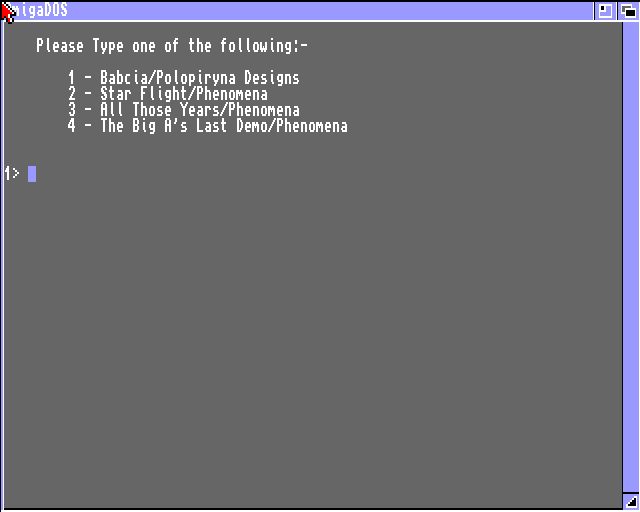 AmigaDOS
Please Type one of the following:-
1 - Babcia/Polopiryna Designs
2 - Star Flight/Phenomena
3 - All Those Years/Phenomena
4 - The Big A's Last Demo/Phenomena
1>